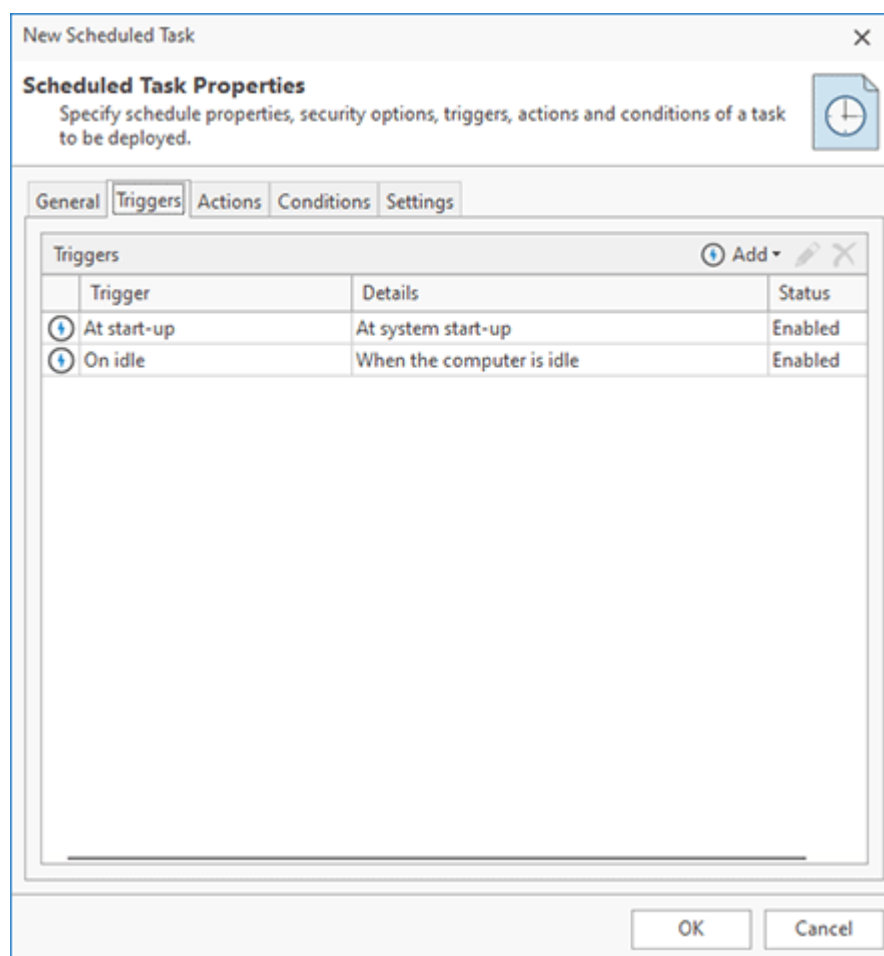 New Scheduled Task
Scheduled Task Properties
Specify schedule properties, security options, triggers, actions and conditions of a task
to be deployed.
General Triggers Actions Conditions Settings
Triggers Add
Trigger Details Status
At start-up At system start-up Enabled
On idle When the computer is idle Enabled
OK Cancel